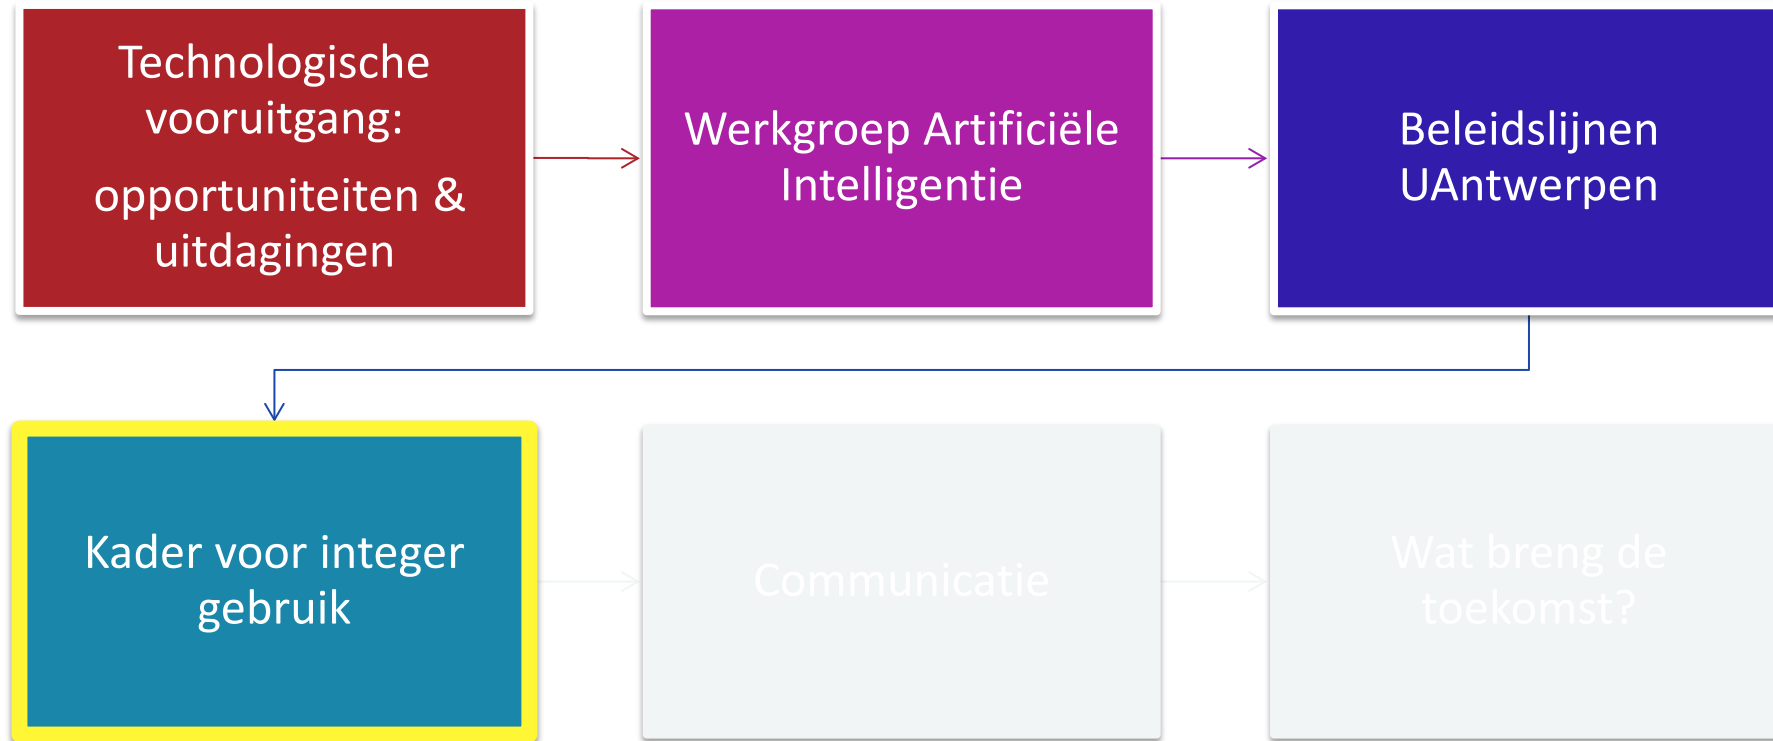 Technologische
vooruitgang:
opportuniteiten &
uitdagingen
Werkgroep Artificiële
Intelligentie
Beleidslijnen
UAntwerpen
Kader voor integer
gebruik
Communicatie
Wat breng de
toekomst?